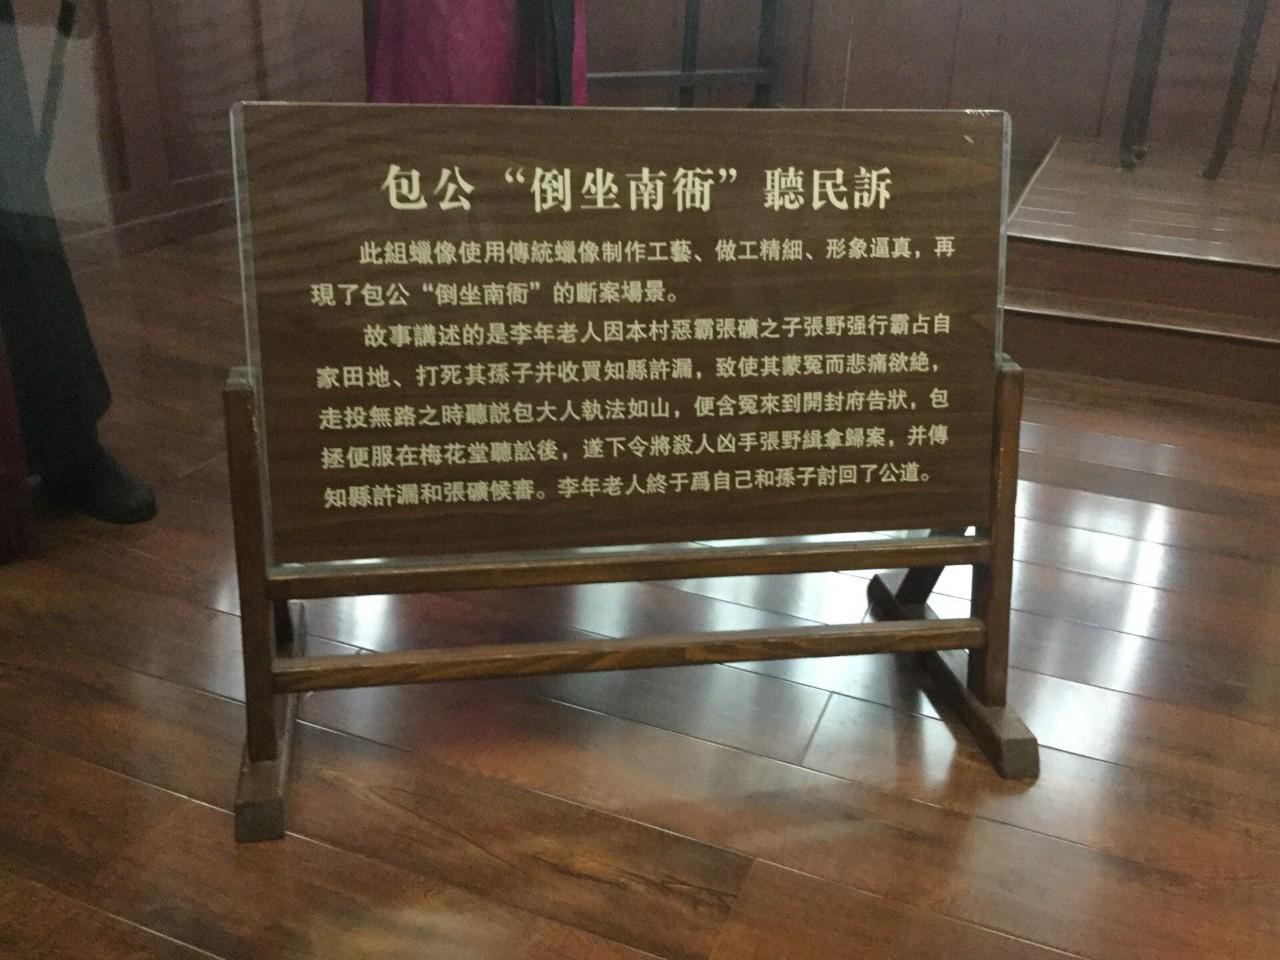 包公“倒坐南衙”聽民訴
此組蠟像使用傳統蠟像制作工藝、做工精細、形象逼真，再
現了包公“倒坐南衙”的斷案場景。
故事講述的是李年老人因本村惡霸張礦之子張野强行霸占自
家田地、打死其孫子并收買知縣許漏，致使其蒙冤而悲痛欲絶，
走投無路之時聽説包大人執法如山，便含冤來到開封府告狀，包
拯便服在梅花堂聽訟後，遂下令將殺人凶手張野緝拿歸案，并傳
知縣許漏和張礦候審。李年老人終于爲自己和孫子討回了公道。